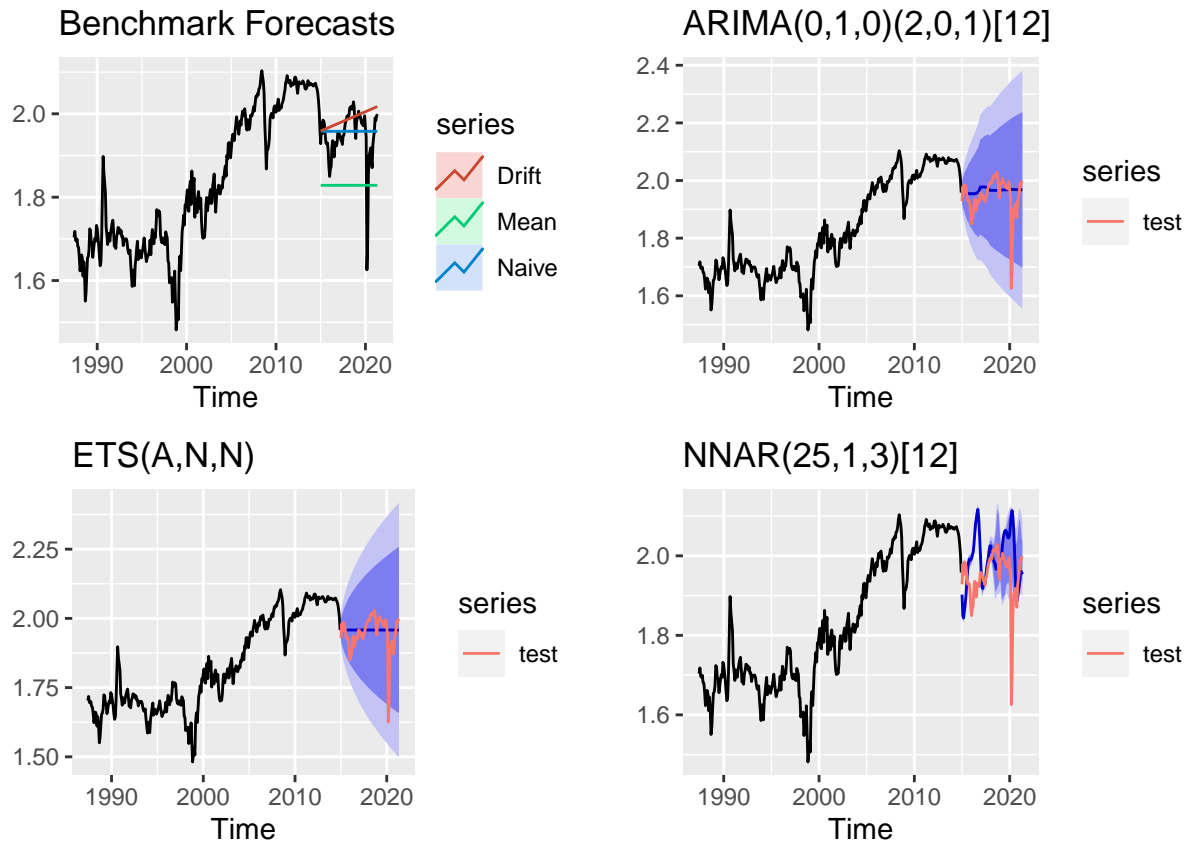 Benchmark Forecasts
2.0
1.8
1.6
1990 2000 2010 2020
Time
series
Drift
Mean
Naive
ARIMA(0,1,0)(2,0,1)[12]
2.4
2.2
2.0
1.8
1.6
1990 2000 2010 2020
Time
series
test
ETS(A,N,N)
2.25
2.00
1.75
1.50
1990 2000 2010 2020
Time
series
test
NNAR(25,1,3)[12]
2.0
1.8
1.6
1990 2000 2010 2020
Time
series
test